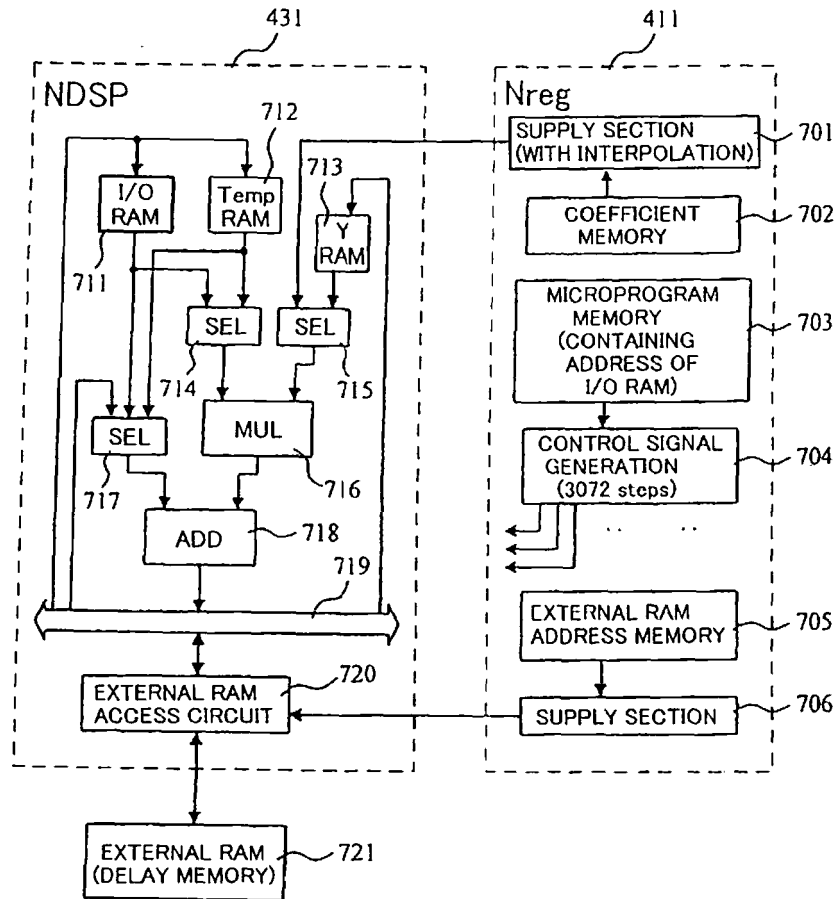 431
411
NDSP
Nreg
712
701
SUPPLY SECTION
(WITH INTERPOLATION)
I/O
RAM
Temp
RAM
713
Y
RAM
COEFFICIENT
MEMORY
702
711
MICROPROGRAM
MEMORY
(CONTAINING
ADDRESS OF
I/O RAM)
703
SEL
SEL
714
715
SEL
MUL
CONTROL SIGNAL
GENERATION
(3072 steps)
704
717
716
ADD
718
719
EXTERNAL RAM
ADDRESS MEMORY
705
EXTERNAL RAM
ACCESS CIRCUIT
720
SUPPLY SECTION
706
EXTERNAL RAM
(DELAY MEMORY)
721